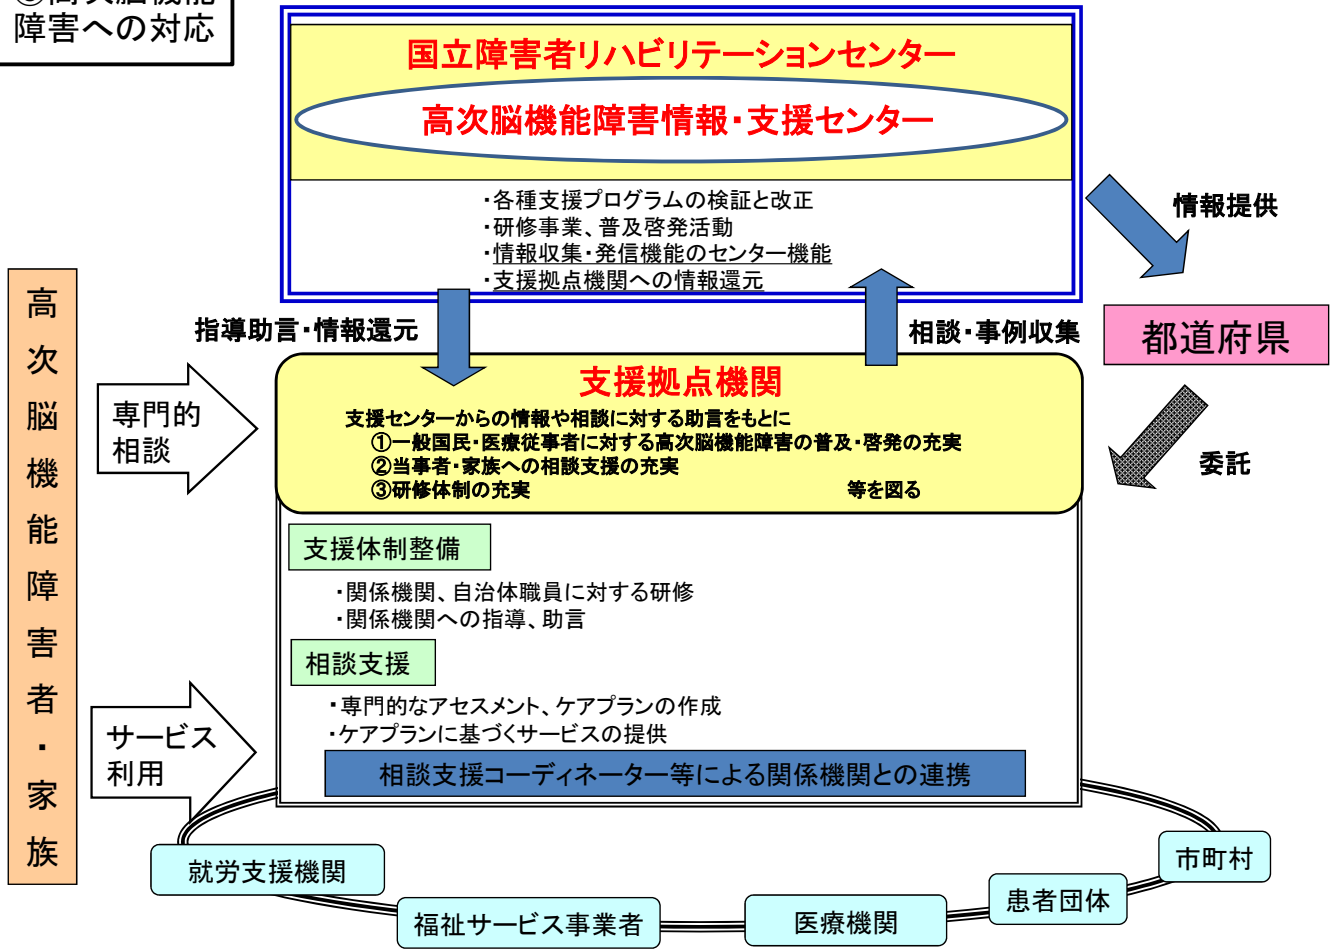 高次脳機能
障害への対応
国立障害者リハビリテーションセンター
高次脳機能障害情報・支援センター
・各種支援プログラムの検証と改正
・研修事業、普及啓発活動
・情報収集・発信機能のセンター機能
・支援拠点機関への情報還元
情報提供
指導助言・情報還元
相談・事例収集
都道府県
委託
高次脳機能障害者・家族
専門的
相談
支援拠点機関
支援センターからの情報や相談に対する助言をもとに
①一般国民・医療従事者に対する高次脳機能障害の普及・啓発の充実
②当事者・家族への相談支援の充実
③研修体制の充実 等を図る
支援体制整備
・関係機関、自治体職員に対する研修
・関係機関への指導、助言
相談支援
・専門的なアセスメント、ケアプランの作成
・ケアプランに基づくサービスの提供
サービス
利用
相談支援コーディネーター等による関係機関との連携
就労支援機関
福祉サービス事業者
医療機関
患者団体
市町村